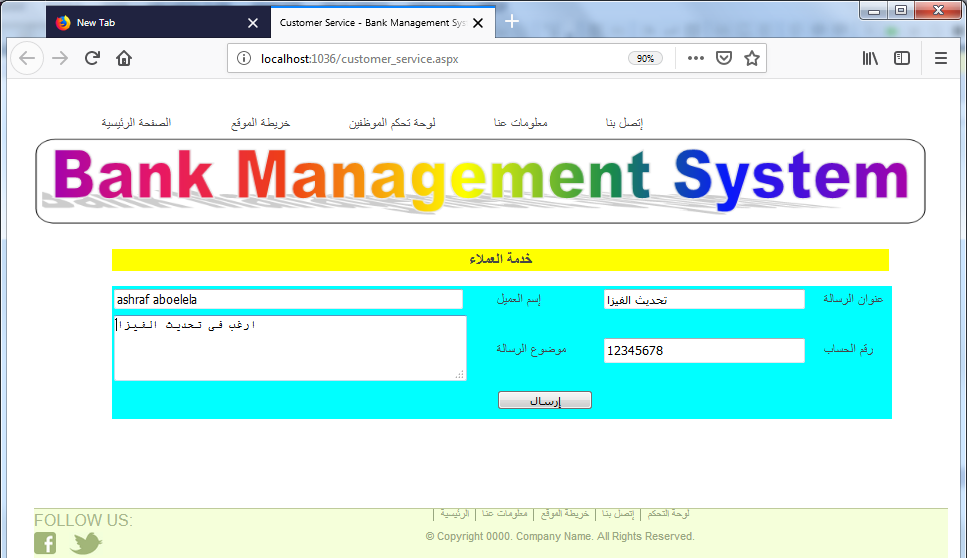 New Tab
Customer Service - Bank Management Sys
localhost:1036/customer_service.aspx
90%
إتصل بنا معلومات عنا لوحة تحكم الموظفين خريطة الموقع الصفحة الرئيسية
Bank Management System
خدمة العملاء
عنوان الرسالة تحديث الفيزا إسم العميل ashraf aboelela
رقم الحساب 12345678 موضوع الرسالة ارغب فى تحديث الفيزا
إرسال
FOLLOW US:
لوحة التحكم | إتصل بنا | خريطة الموقع | معلومات عنا | الرئيسية
© Copyright 0000. Company Name. All Rights Reserved.